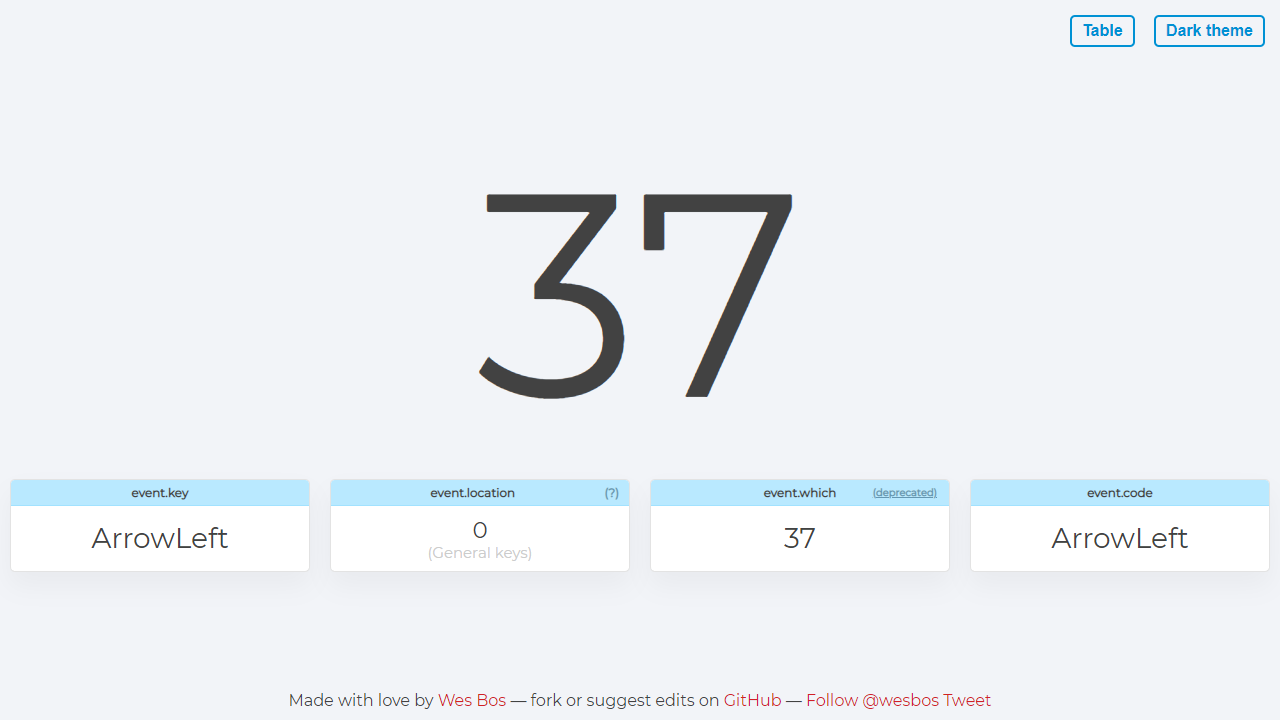 Table
Dark theme
37
event.key
ArrowLeft
event.location
(?)
0
(General keys)
event.which
(deprecated)
37
event.code
ArrowLeft
Made with love by Wes Bos — fork or suggest edits on GitHub — Follow @wesbos Tweet